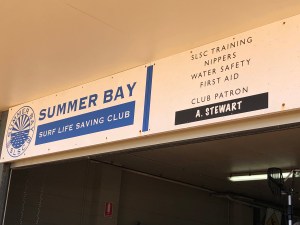 SUMMER BAY
SURF LIFE SAVING CLUB
SLSC TRAINING
NIPPERS
WATER SAFETY
FIRST AID
CLUB PATRON
A. STEWART